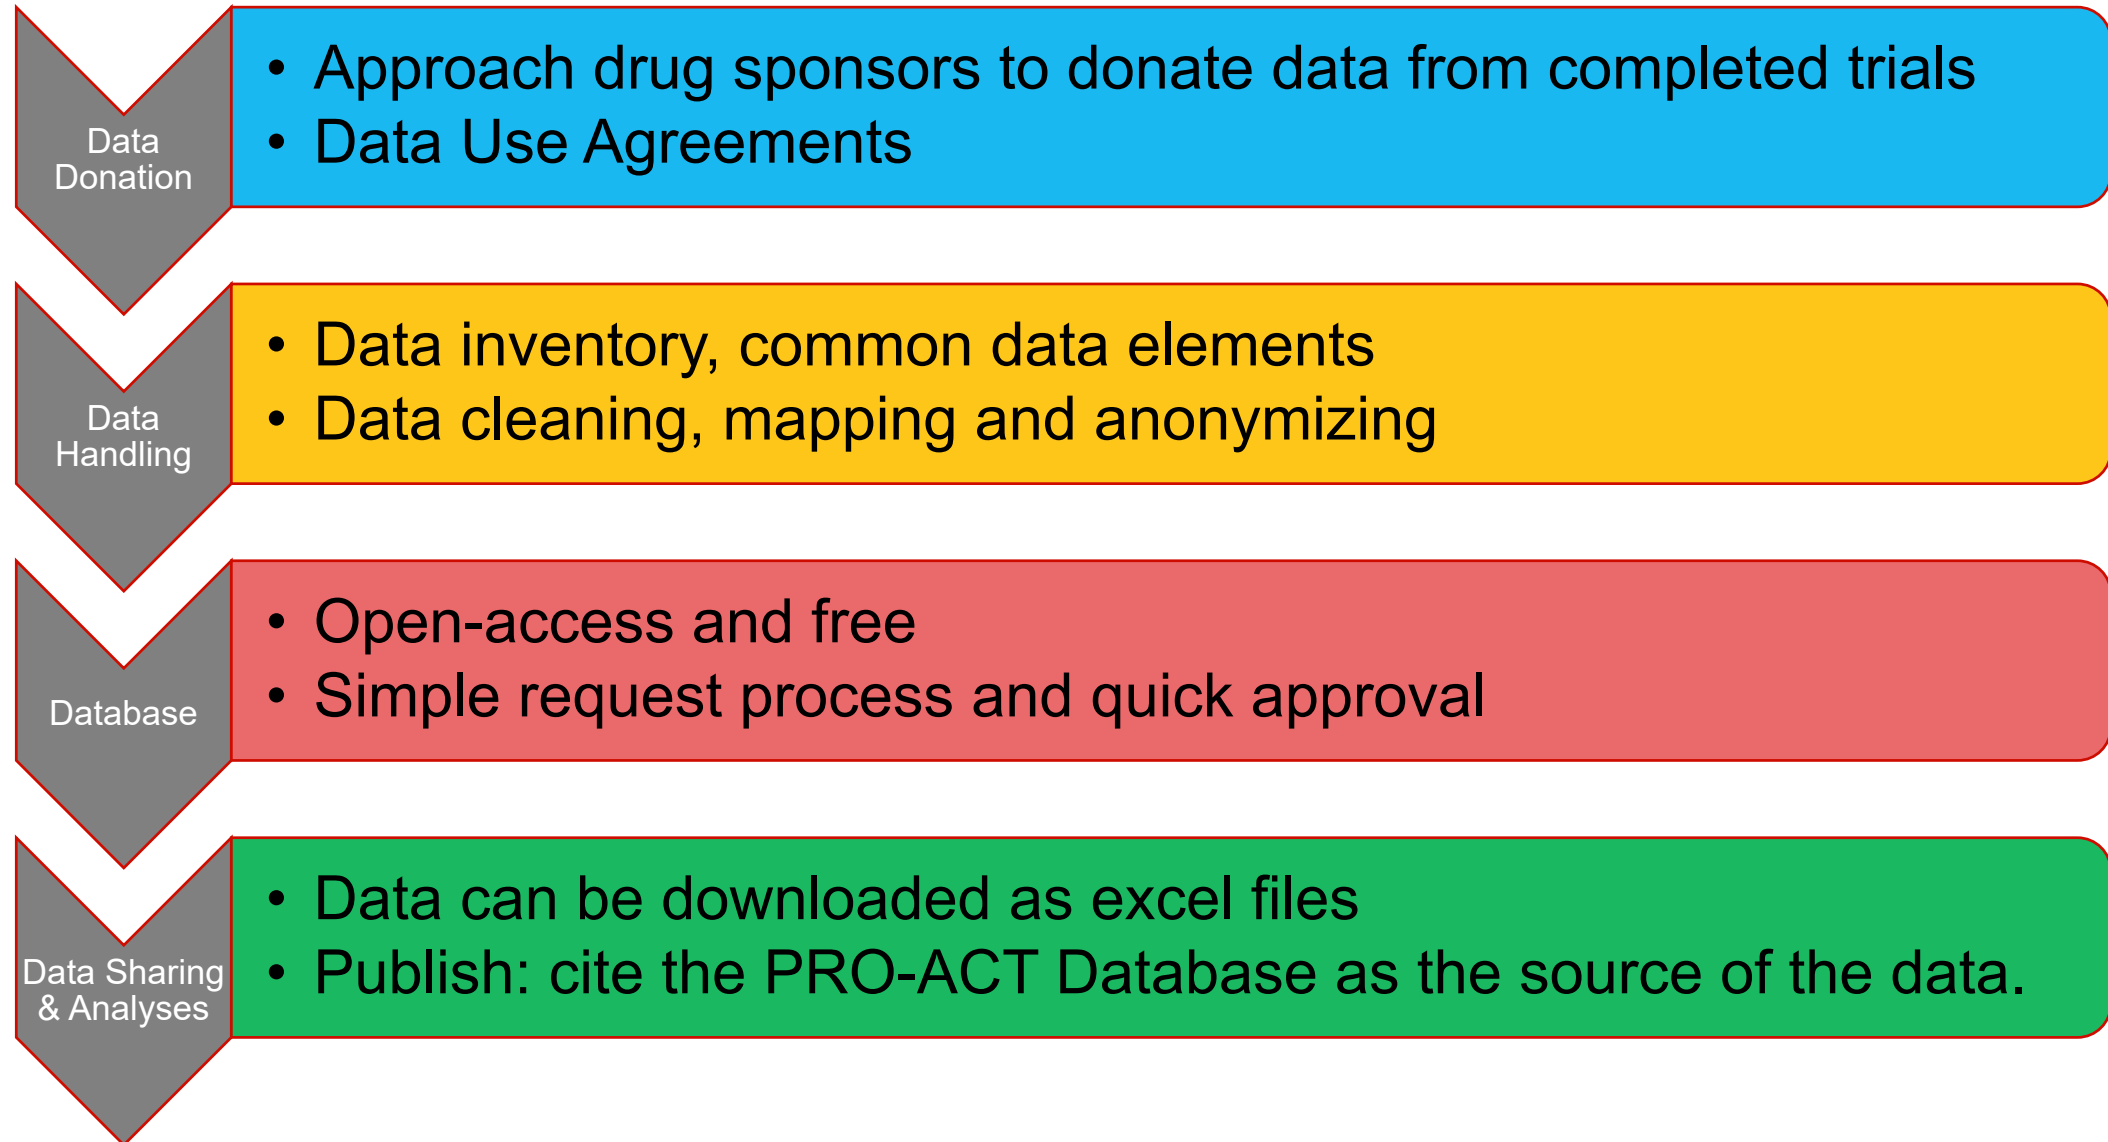 Data
Donation
• Approach drug sponsors to donate data from completed trials
• Data Use Agreements
Data
Handling
• Data inventory, common data elements
• Data cleaning, mapping and anonymizing
Database
• Open-access and free
• Simple request process and quick approval
Data Sharing
& Analyses
• Data can be downloaded as excel files
• Publish: cite the PRO-ACT Database as the source of the data.